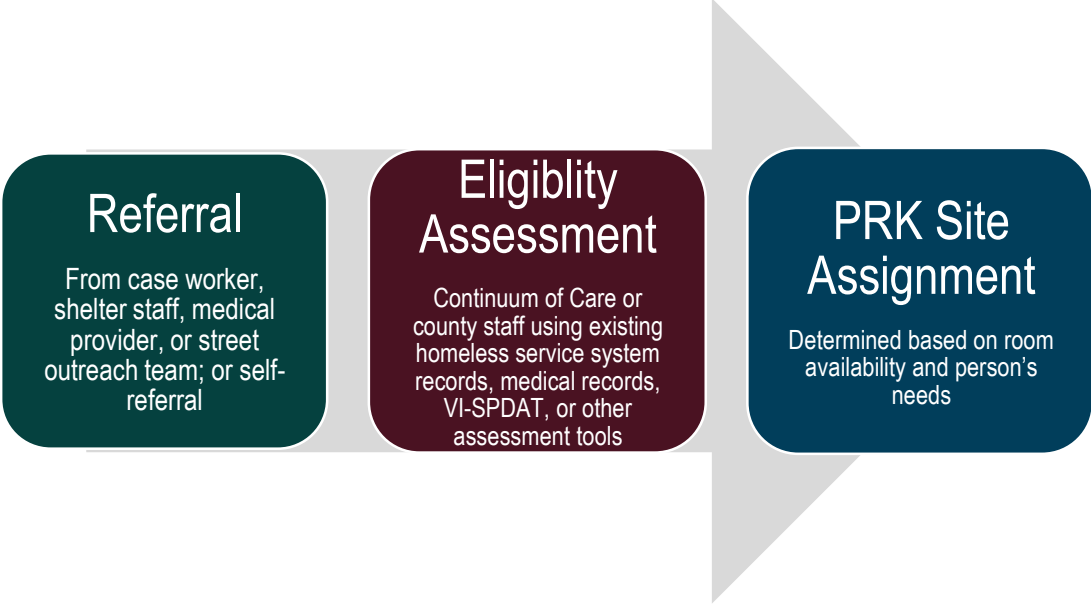 Referral
From case worker,
shelter staff, medical
provider, or street
outreach team; or self-
referral
Eligiblity
Assessment
Continuum of Care or
county staff using existing
homeless service system
records, medical records,
VI-SPDAT, or other
assessment tools
PRK Site
Assignment
Determined based on room
availability and person’s
needs